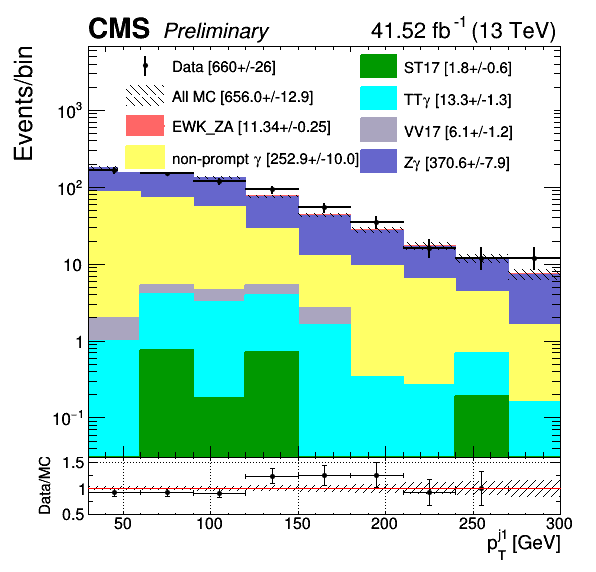 CMS Preliminary 41.52 fb⁻¹ (13 TeV)
Events/bin
Data [660+/-26]
All MC [656.0+/-12.9]
EWK_ZA [11.34+/-0.25]
non-prompt γ [252.9+/-10.0]
ST17 [1.8+/-0.6]
TTγ [13.3+/-1.3]
VV17 [6.1+/-1.2]
Zγ [370.6+/-7.9]
10³
10²
10
1
10⁻¹
Data/MC
1.5
1
0.5
50 100 150 200 250 300
p_T^j1 [GeV]